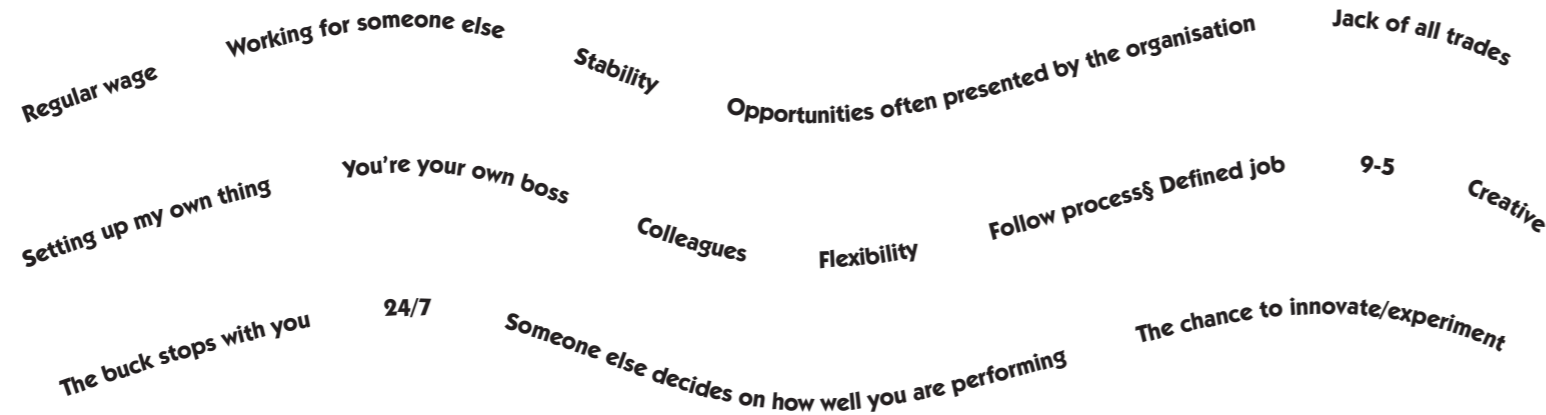 Regular wage Working for someone else Stability Opportunities often presented by the organisation Jack of all trades
Setting up my own thing You're your own boss Colleagues Flexibility Follow process§ Defined job 9-5 Creative
The buck stops with you 24/7 Someone else decides on how well you are performing The chance to innovate/experiment